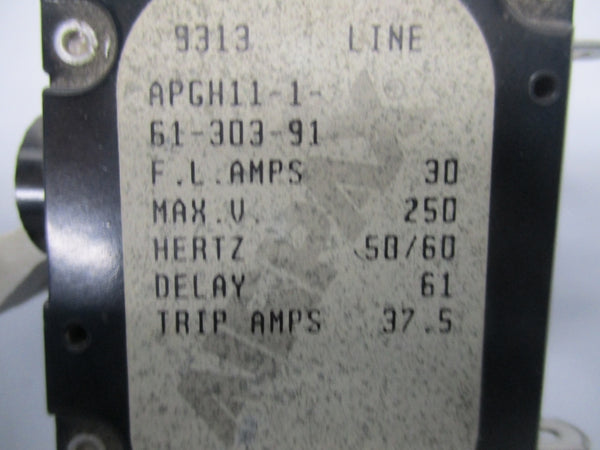 9313 LINE
APGH11-1-
61-303-91
F.L.AMPS 30
MAX.V. 250
HERTZ 50/60
DELAY 61
TRIP AMPS 37.5